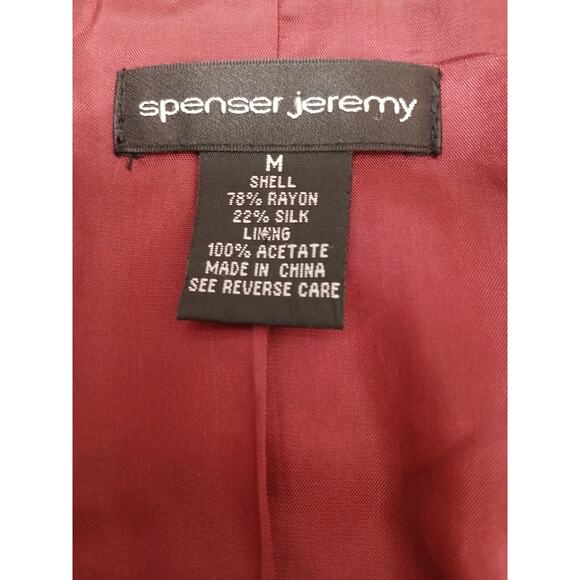 spenser jeremy
M
SHELL
78% RAYON
22% SILK
LINING
100% ACETATE
MADE IN CHINA
SEE REVERSE CARE